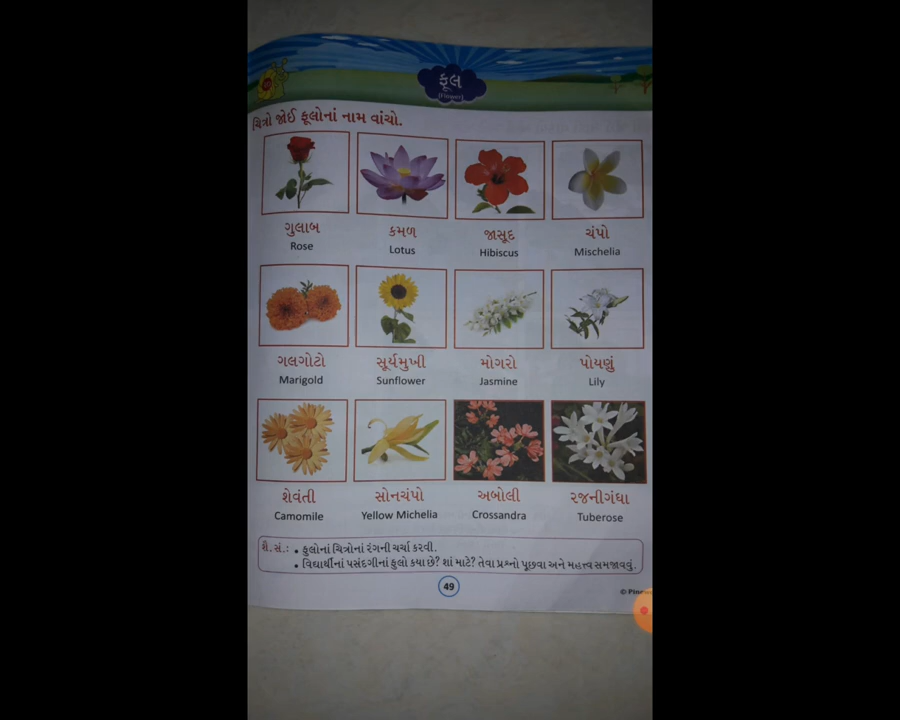 ફૂલ
(Flower)
ચિત્રો જોઈ ફૂલોનાં નામ વાંચો.
ગુલાબ કમળ જાસૂદ ચંપો
Rose Lotus Hibiscus Mischelia
ગલગોટો સૂર્યમુખી મોગરો પોયણું
Marigold Sunflower Jasmine Lily
શેવંતી સોનચંપો અબોલી રજનીગંધા
Camomile Yellow Michelia Crossandra Tuberose
શૈ.સં.: • ફુલોનાં ચિત્રોનાં રંગની ચર્ચા કરવી.
• વિદ્યાર્થીનાં પસંદગીનાં ફુલો કયા છે? શાં માટે? તેવા પ્રશ્નો પૂછવા અને મહત્ત્વ સમજાવવું.
49